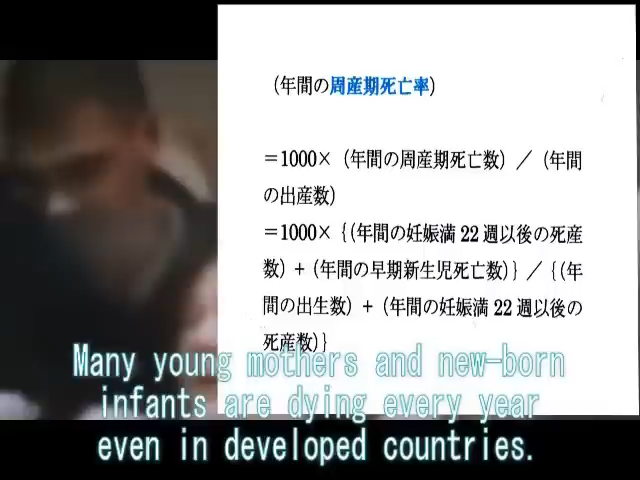 (年間の周産期死亡率)
＝1000×（年間の周産期死亡数）／（年間
の出産数）
＝1000×｛(年間の妊娠満 22 週以後の死産
数）+（年間の早期新生児死亡数)｝／｛(年
間の出生数）+（年間の妊娠満 22 週以後の
死産数)｝
Many young mothers and new-born
infants are dying every year
even in developed countries.